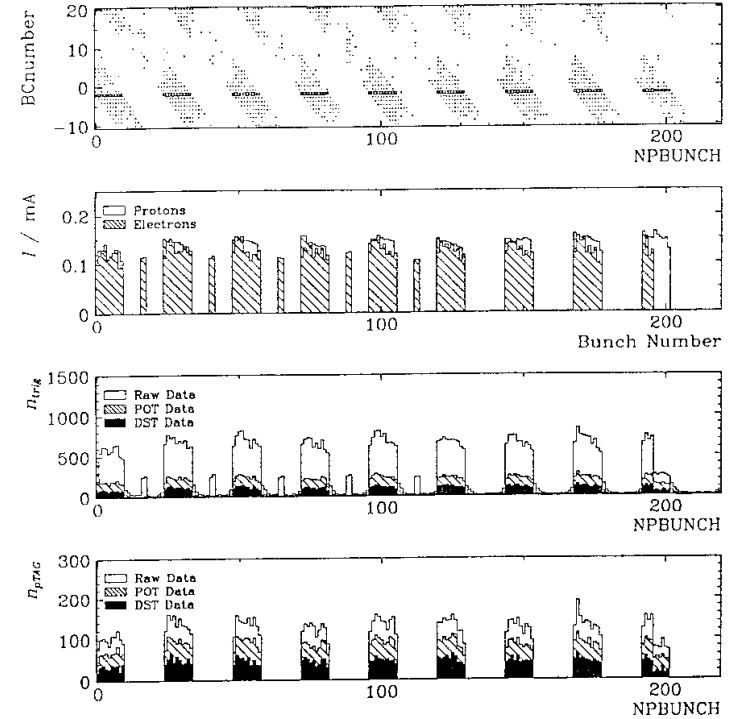 BCnumber
20
10
0
−10
0
100
200
NPBUNCH
I / mA
0.2
0.1
0
Protons
Electrons
0
100
200
Bunch Number
n_trig
1500
1000
500
0
Raw Data
POT Data
DST Data
0
100
200
NPBUNCH
n_pTAG
300
200
100
0
Raw Data
POT Data
DST Data
0
100
200
NPBUNCH